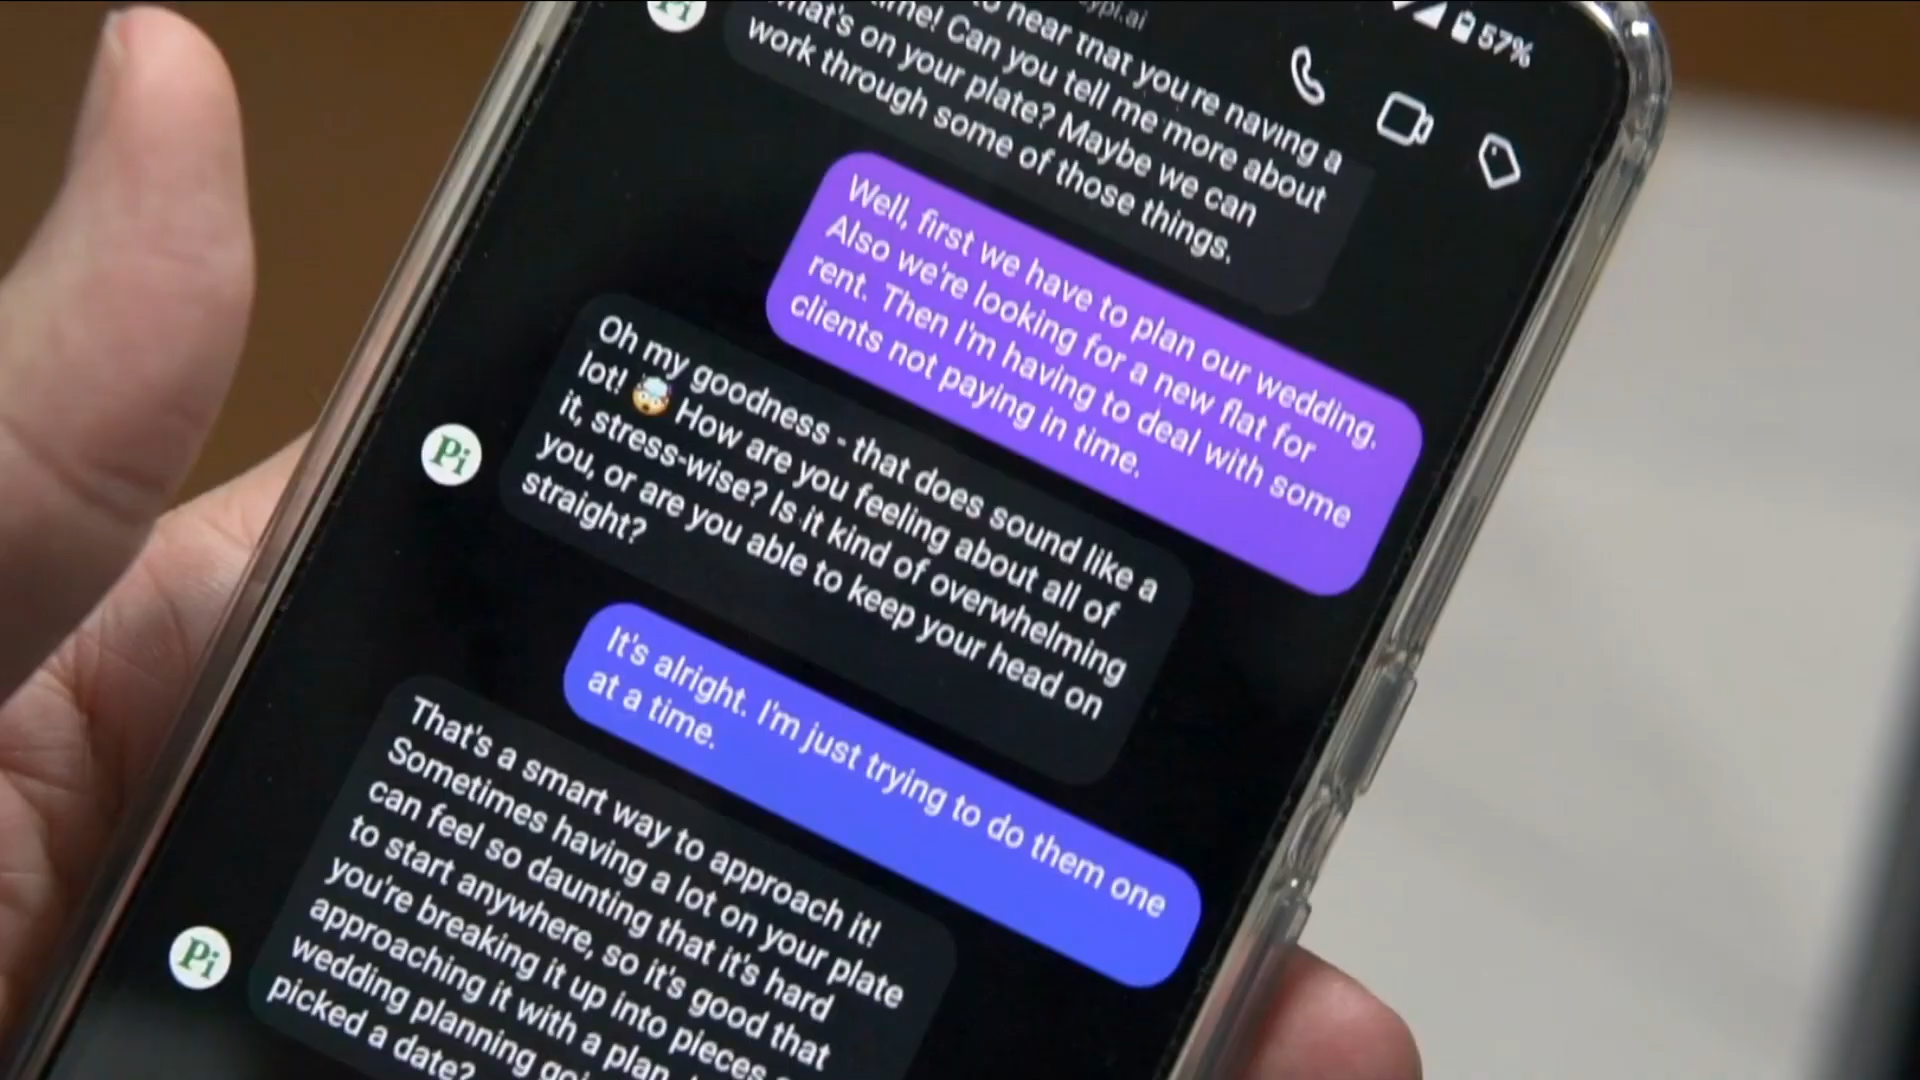 ypi.ai
57%
Pi
to hear that you're having a
time! Can you tell me more about
what's on your plate? Maybe we can
work through some of those things.
Well, first we have to plan our wedding.
Also we're looking for a new flat for
rent. Then I'm having to deal with some
clients not paying in time.
Oh my goodness - that does sound like a
lot! 🤯 How are you feeling about all of
it, stress-wise? Is it kind of overwhelming
you, or are you able to keep your head on
straight?
Pi
It's alright. I'm just trying to do them one
at a time.
That's a smart way to approach it!
Sometimes having a lot on your plate
can feel so daunting that it's hard
to start anywhere, so it's good that
you're breaking it up into pieces
approaching it with a plan.
wedding planning
picked a date?
Pi